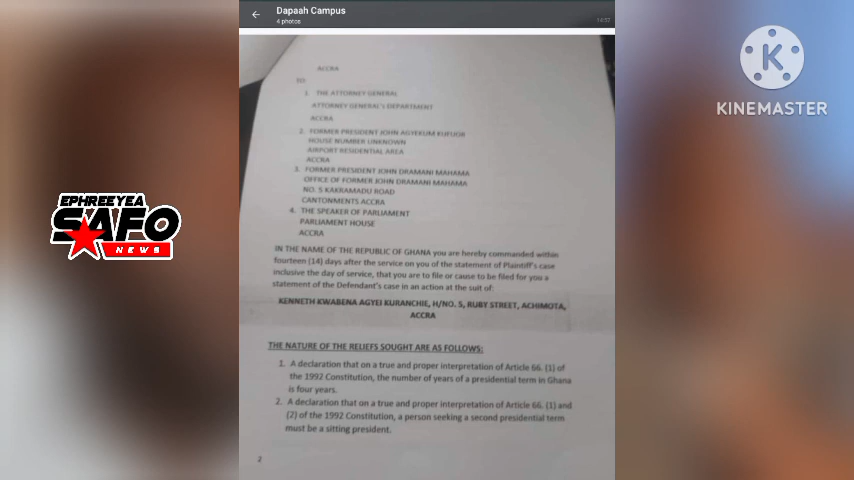 Dapaah Campus
4 photos
KINEMASTER
EPHREEYEA
SAFO
NEWS
ACCRA
TO
1. THE ATTORNEY GENERAL
ATTORNEY GENERAL's DEPARTMENT
ACCRA
2. FORMER PRESIDENT JOHN AGYEKUM KUFUOR
HOUSE NUMBER UNKNOWN
AIRPORT RESIDENTIAL AREA
ACCRA
3. FORMER PRESIDENT JOHN DRAMANI MAHAMA
OFFICE OF FORMER JOHN DRAMANI MAHAMA
NO. 5 KAKRAMADU ROAD
CANTONMENTS ACCRA
4. THE SPEAKER OF PARLIAMENT
PARLIAMENT HOUSE
ACCRA
IN THE NAME OF THE REPUBLIC OF GHANA you are hereby commanded within
fourteen (14) days after the service on you of the statement of Plaintiff's case
inclusive the day of service, that you are to file or cause to be filed for you a
statement of the Defendant's case in an action at the suit of:
KENNETH KWABENA AGYEI KURANCHIE, H/NO. 5, RUBY STREET, ACHIMOTA,
ACCRA
THE NATURE OF THE RELIEFS SOUGHT ARE AS FOLLOWS:
1. A declaration that on a true and proper interpretation of Article 66. (1) of
the 1992 Constitution, the number of years of a presidential term in Ghana
is four years.
2. A declaration that on a true and proper interpretation of Article 66. (1) and
(2) of the 1992 Constitution, a person seeking a second presidential term
must be a sitting president.
2